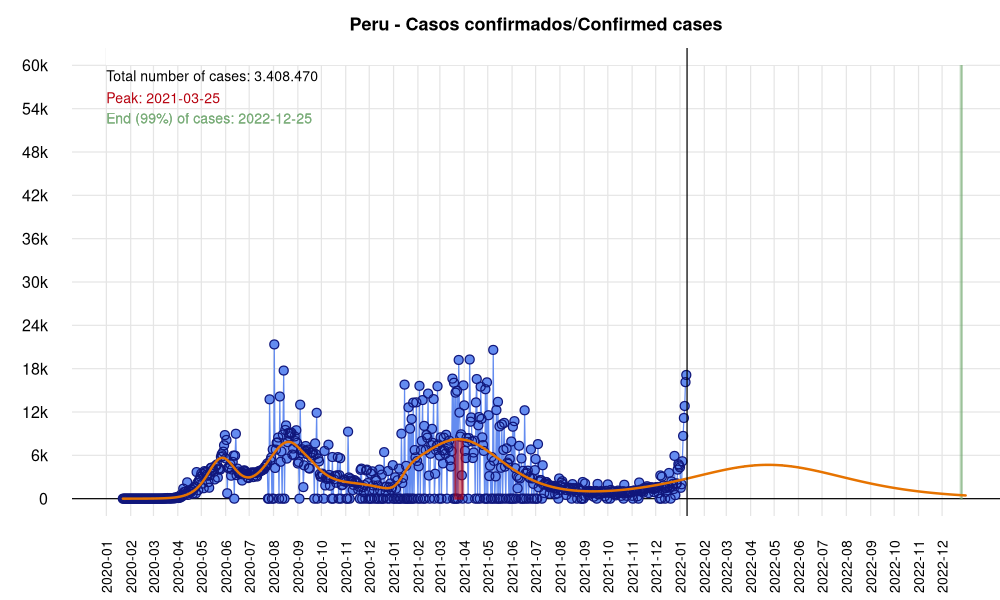 Peru - Casos confirmados/Confirmed cases
60k
Total number of cases: 3.408.470
Peak: 2021-03-25
End (99%) of cases: 2022-12-25
54k
48k
42k
36k
30k
24k
18k
12k
6k
0
2020-01
2020-02
2020-03
2020-04
2020-05
2020-06
2020-07
2020-08
2020-09
2020-10
2020-11
2020-12
2021-01
2021-02
2021-03
2021-04
2021-05
2021-06
2021-07
2021-08
2021-09
2021-10
2021-11
2021-12
2022-01
2022-02
2022-03
2022-04
2022-05
2022-06
2022-07
2022-08
2022-09
2022-10
2022-11
2022-12